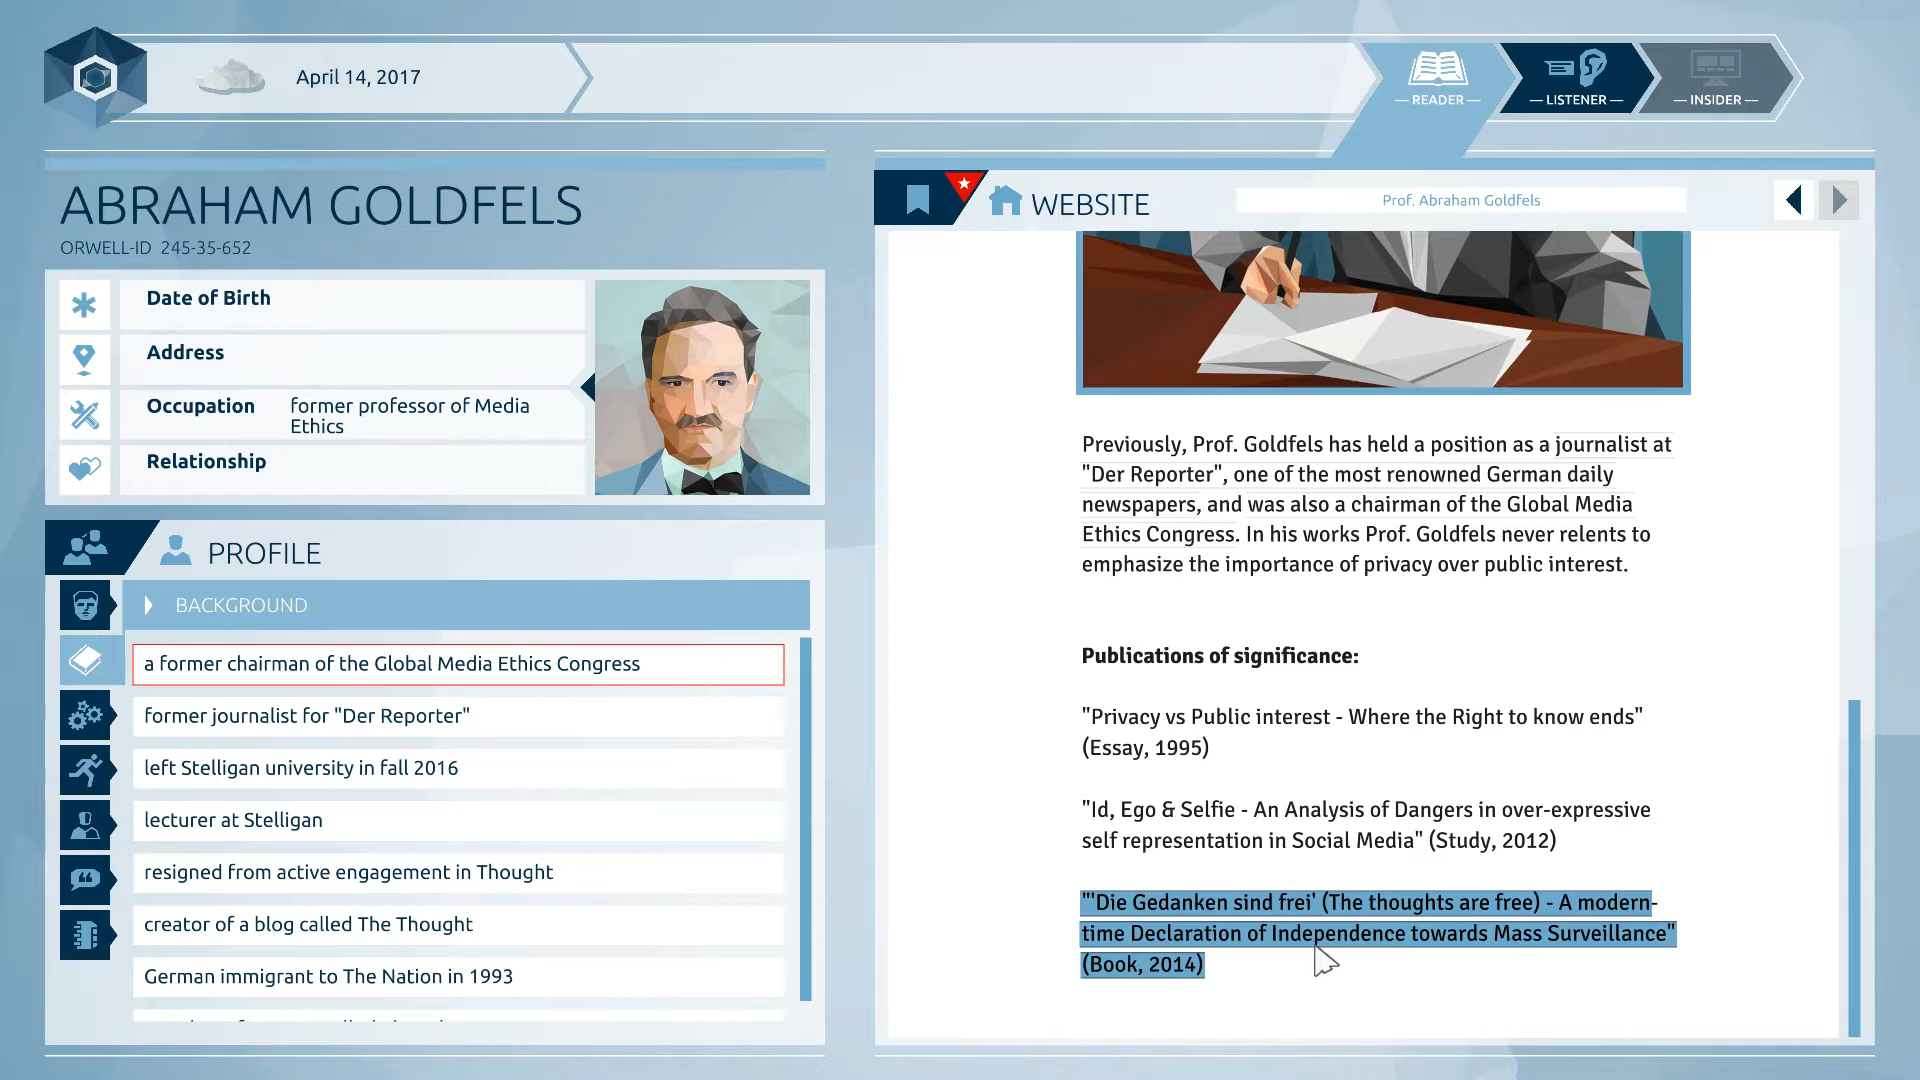 April 14, 2017
READER
LISTENER
INSIDER
ABRAHAM GOLDFELS
ORWELL-ID 245-35-652
Date of Birth
Address
Occupation former professor of Media
Ethics
Relationship
PROFILE
BACKGROUND
a former chairman of the Global Media Ethics Congress
former journalist for "Der Reporter"
left Stelligan university in fall 2016
lecturer at Stelligan
resigned from active engagement in Thought
creator of a blog called The Thought
German immigrant to The Nation in 1993
WEBSITE
Prof. Abraham Goldfels
Previously, Prof. Goldfels has held a position as a journalist at
"Der Reporter", one of the most renowned German daily
newspapers, and was also a chairman of the Global Media
Ethics Congress. In his works Prof. Goldfels never relents to
emphasize the importance of privacy over public interest.
Publications of significance:
"Privacy vs Public interest - Where the Right to know ends"
(Essay, 1995)
"Id, Ego & Selfie - An Analysis of Dangers in over-expressive
self representation in Social Media" (Study, 2012)
"'Die Gedanken sind frei' (The thoughts are free) - A modern-
time Declaration of Independence towards Mass Surveillance"
(Book, 2014)